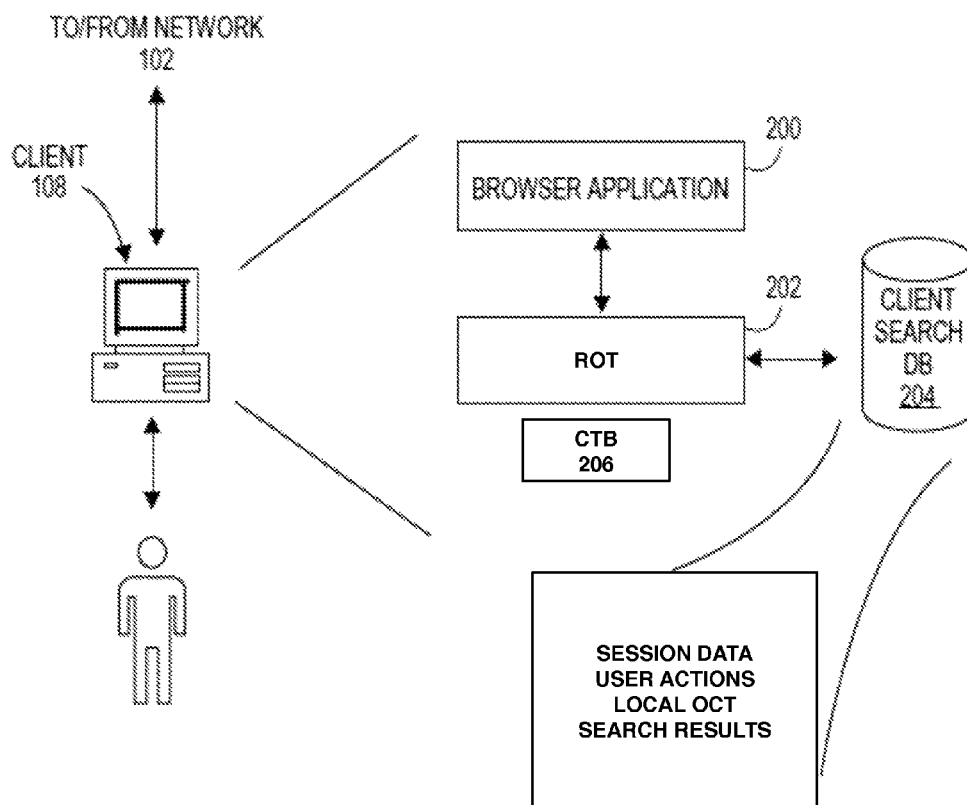 TO/FROM NETWORK
102
CLIENT
108
200
BROWSER APPLICATION
202
ROT
CLIENT
SEARCH
DB
204
CTB
206
SESSION DATA
USER ACTIONS
LOCAL OCT
SEARCH RESULTS